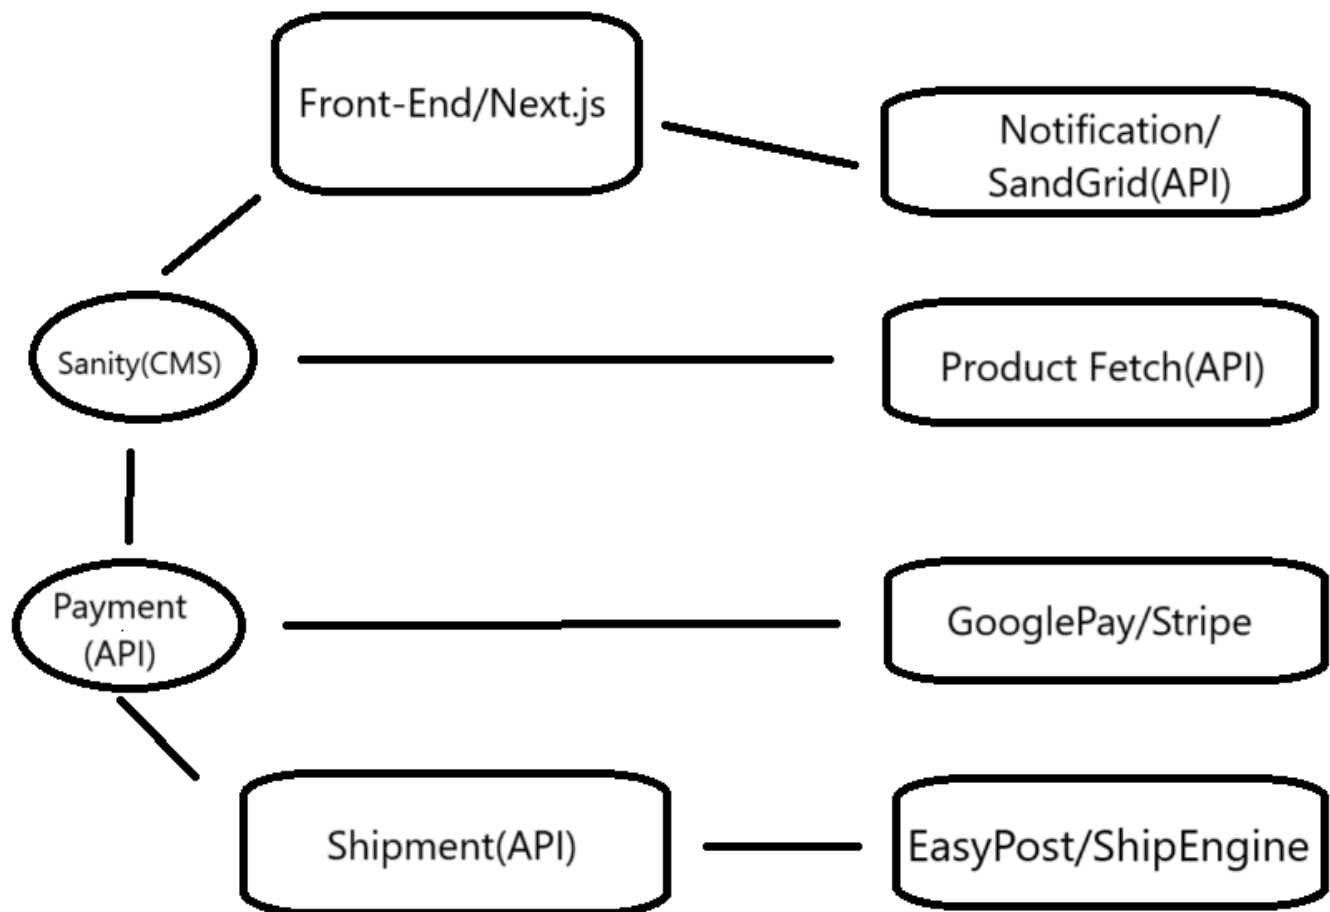 Front-End/Next.js
Notification/
SandGrid(API)
Sanity(CMS)
Product Fetch(API)
Payment
(API)
GooglePay/Stripe
Shipment(API)
EasyPost/ShipEngine